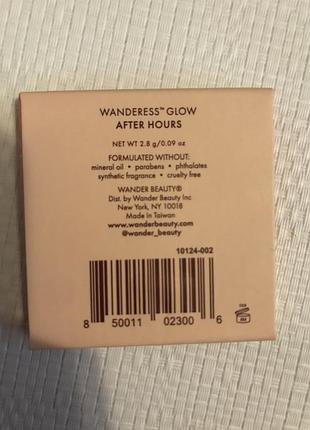 WANDERESS™ GLOW
AFTER HOURS
NET WT 2.8 g/0.09 oz
FORMULATED WITHOUT:
mineral oil • parabens • phthalates
synthetic fragrance • cruelty free
WANDER BEAUTY®
Dist. by Wander Beauty Inc
New York, NY 10018
Made in Taiwan
www.wanderbeauty.com
@wander_beauty
10124-002
8 50011 02300 6